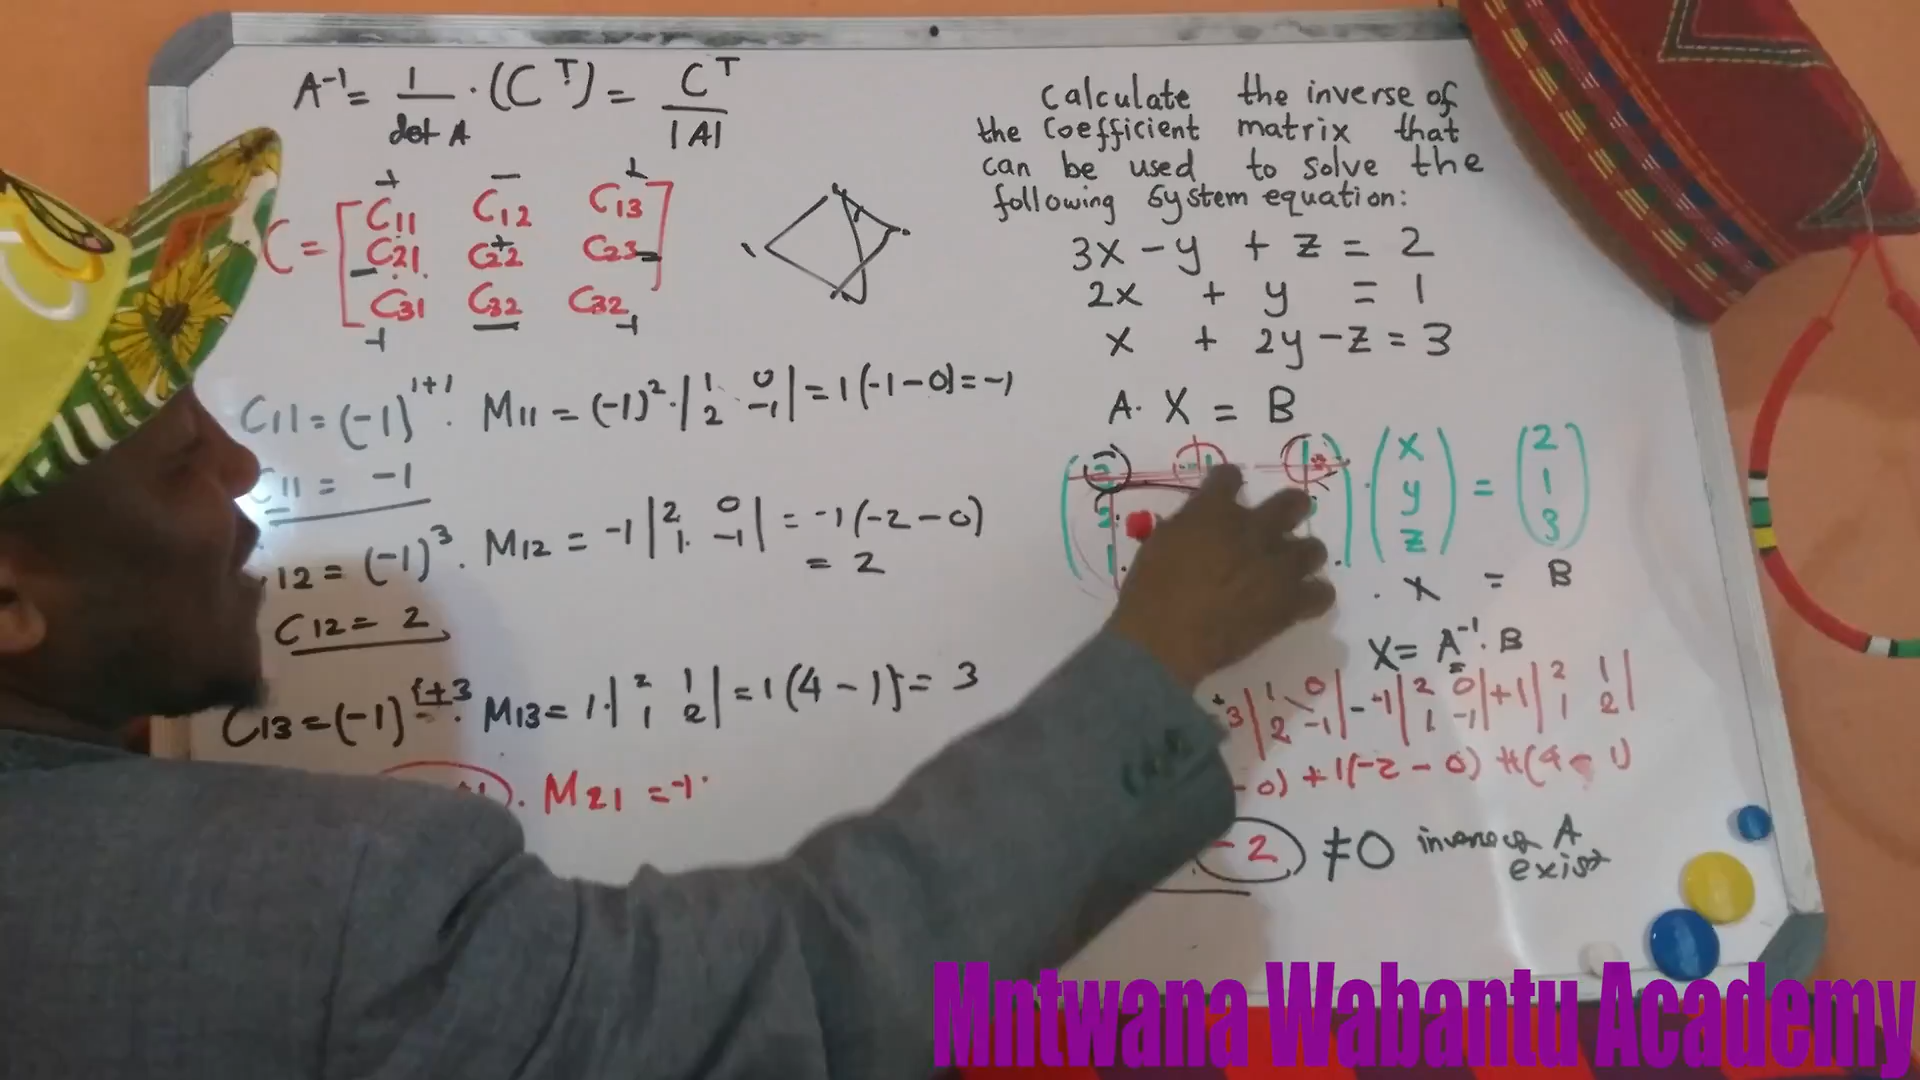 A⁻¹ = 1/det A · (Cᵀ) = Cᵀ/|A|
+ − +
C = [C11 C12 C13
− C21 + C22 C23 −
C31 C32 C32]
+ − +
C11 = (-1)¹⁺¹ · M11 = (-1)² · |1 0; 2 -1| = 1(-1-0) = -1
C11 = -1
12 = (-1)³ · M12 = -1 |2 0; 1 -1| = -1(-2-0)
= 2
C12 = 2
C13 = (-1)¹⁺³ · M13 = 1·|2 1; 1 2| = 1(4-1) = 3
· M21 = -1·
Calculate the inverse of
the Coefficient matrix that
can be used to solve the
following System equation:
3x - y + z = 2
2x + y = 1
x + 2y - z = 3
A· X = B
· (x y z) = (2 1 3)
· X = B
X = A⁻¹· B
+3|1 0; 2 -1| - -1|2 0; 1 -1| + 1|2 1; 1 2|
-0) + 1(-2-0) + (4-1)
-2 ≠ 0 inverse of A
exist
Mntwana Wabantu Academy